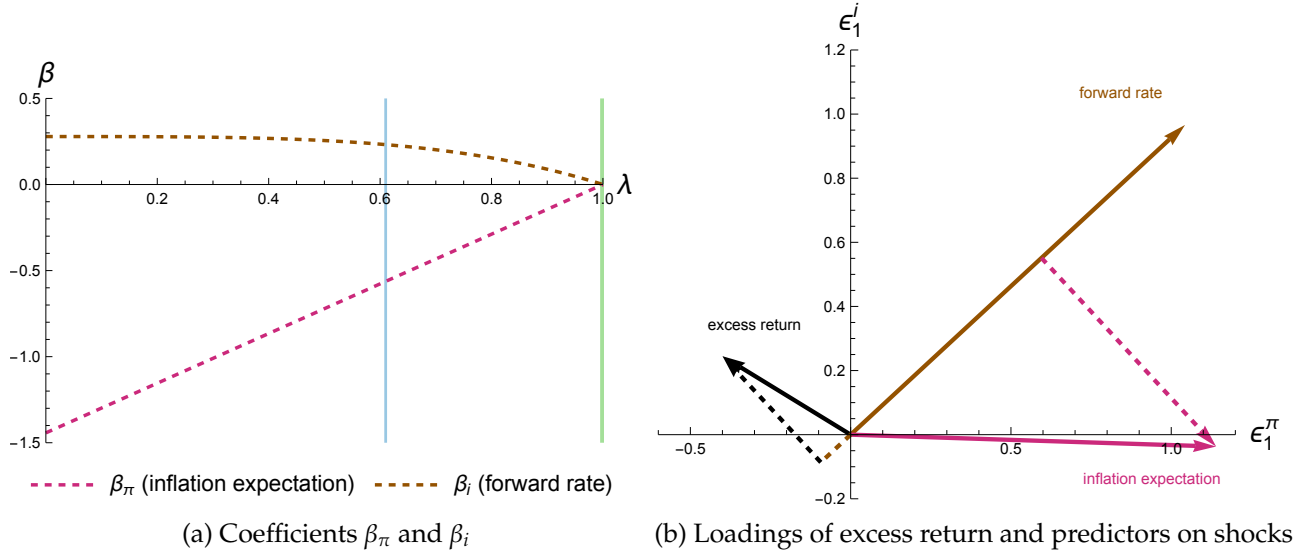 β
0.5
0.0
−0.5
−1.0
−1.5
0.2
0.4
0.6
0.8
1.0
λ
β_π (inflation expectation)
β_i (forward rate)
(a) Coefficients β_π and β_i
ϵ_1^i
1.2
1.0
0.8
0.6
0.4
0.2
−0.2
forward rate
excess return
−0.5
0.5
1.0
ϵ_1^π
inflation expectation
(b) Loadings of excess return and predictors on shocks